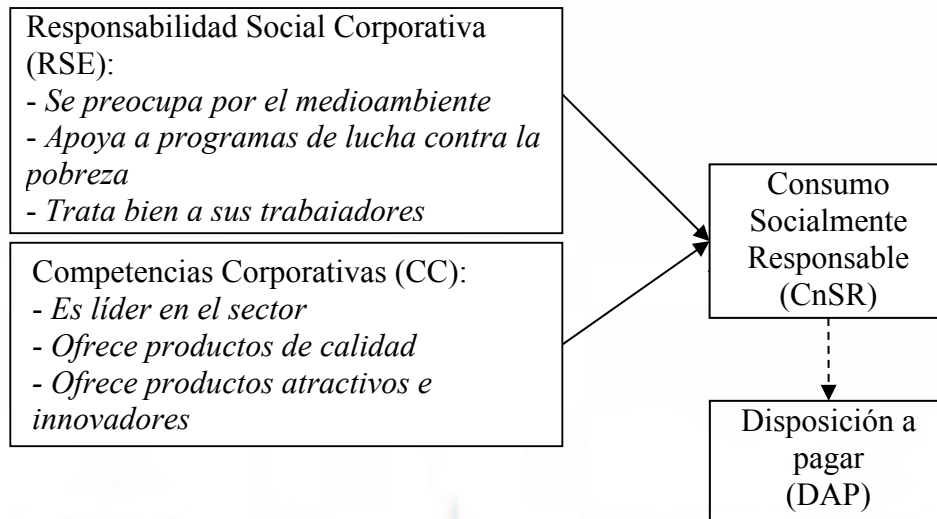 Responsabilidad Social Corporativa
(RSE):
- Se preocupa por el medioambiente
- Apoya a programas de lucha contra la
pobreza
- Trata bien a sus trabaiadores
Competencias Corporativas (CC):
- Es líder en el sector
- Ofrece productos de calidad
- Ofrece productos atractivos e
innovadores
Consumo
Socialmente
Responsable
(CnSR)
Disposición a
pagar
(DAP)